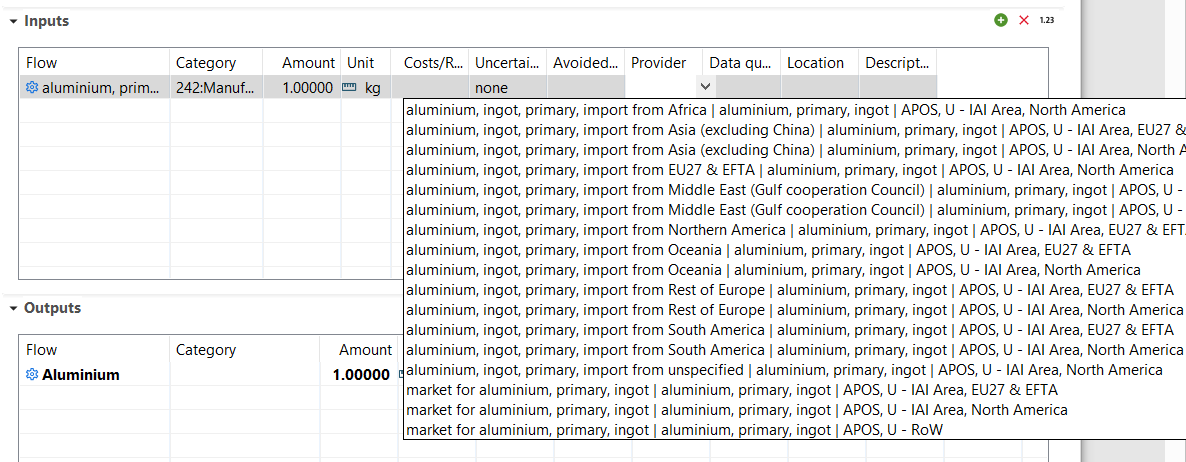 Inputs
1.23
Flow Category Amount Unit Costs/R... Uncertai... Avoided... Provider Data qu... Location Descript...
aluminium, prim... 242:Manuf... 1.00000 kg none
aluminium, ingot, primary, import from Africa | aluminium, primary, ingot | APOS, U - IAI Area, North America
aluminium, ingot, primary, import from Asia (excluding China) | aluminium, primary, ingot | APOS, U - IAI Area, EU27 &
aluminium, ingot, primary, import from Asia (excluding China) | aluminium, primary, ingot | APOS, U - IAI Area, North A
aluminium, ingot, primary, import from EU27 & EFTA | aluminium, primary, ingot | APOS, U - IAI Area, North America
aluminium, ingot, primary, import from Middle East (Gulf cooperation Council) | aluminium, primary, ingot | APOS, U -
aluminium, ingot, primary, import from Middle East (Gulf cooperation Council) | aluminium, primary, ingot | APOS, U -
aluminium, ingot, primary, import from Northern America | aluminium, primary, ingot | APOS, U - IAI Area, EU27 & EFT
aluminium, ingot, primary, import from Oceania | aluminium, primary, ingot | APOS, U - IAI Area, EU27 & EFTA
aluminium, ingot, primary, import from Oceania | aluminium, primary, ingot | APOS, U - IAI Area, North America
aluminium, ingot, primary, import from Rest of Europe | aluminium, primary, ingot | APOS, U - IAI Area, EU27 & EFTA
aluminium, ingot, primary, import from Rest of Europe | aluminium, primary, ingot | APOS, U - IAI Area, North America
aluminium, ingot, primary, import from South America | aluminium, primary, ingot | APOS, U - IAI Area, EU27 & EFTA
aluminium, ingot, primary, import from South America | aluminium, primary, ingot | APOS, U - IAI Area, North America
aluminium, ingot, primary, import from unspecified | aluminium, primary, ingot | APOS, U - IAI Area, North America
market for aluminium, primary, ingot | aluminium, primary, ingot | APOS, U - IAI Area, EU27 & EFTA
market for aluminium, primary, ingot | aluminium, primary, ingot | APOS, U - IAI Area, North America
market for aluminium, primary, ingot | aluminium, primary, ingot | APOS, U - RoW
Outputs
Flow Category Amount
Aluminium 1.00000